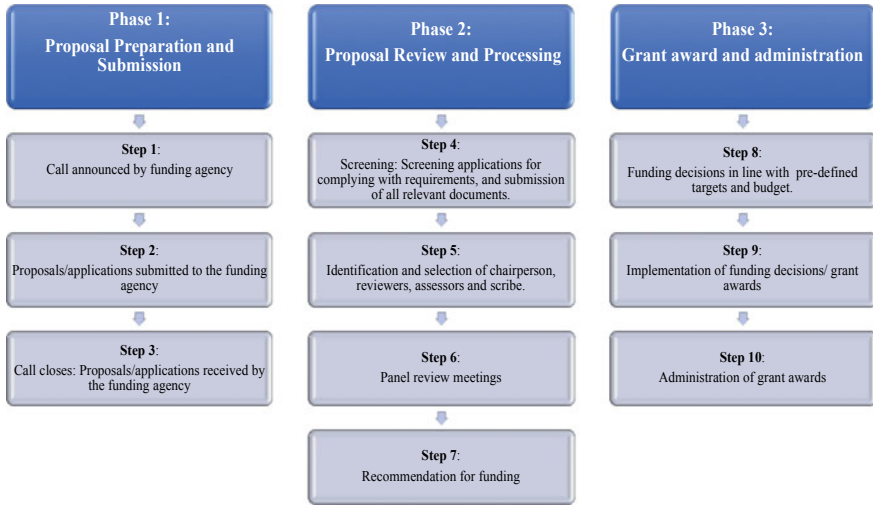 Phase 1:
Proposal Preparation and
Submission
Step 1:
Call announced by funding agency
Step 2:
Proposals/applications submitted to the funding
agency
Step 3:
Call closes: Proposals/applications received by
the funding agency
Phase 2:
Proposal Review and Processing
Step 4:
Screening: Screening applications for
complying with requirements, and submission
of all relevant documents.
Step 5:
Identification and selection of chairperson,
reviewers, assessors and scribe.
Step 6:
Panel review meetings
Step 7:
Recommendation for funding
Phase 3:
Grant award and administration
Step 8:
Funding decisions in line with pre-defined
targets and budget.
Step 9:
Implementation of funding decisions/ grant
awards
Step 10:
Administration of grant awards